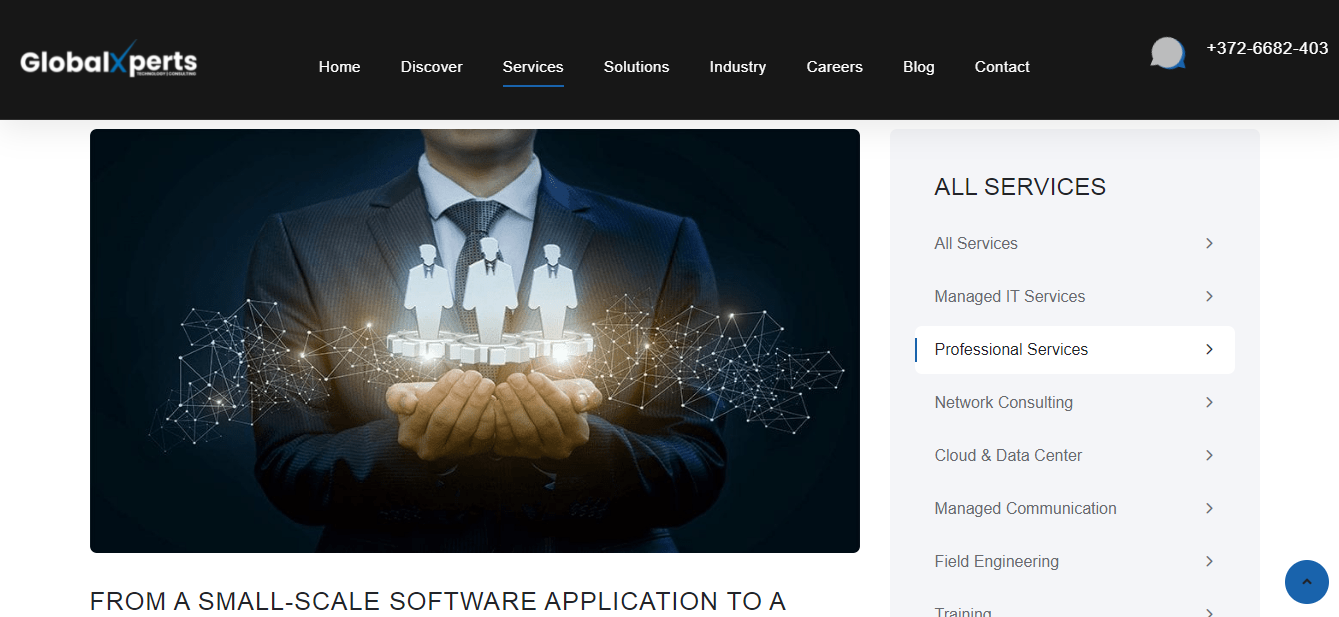 GlobalXperts
TECHNOLOGY | CONSULTING
Home
Discover
Services
Solutions
Industry
Careers
Blog
Contact
+372-6682-403
FROM A SMALL-SCALE SOFTWARE APPLICATION TO A
ALL SERVICES
All Services
Managed IT Services
Professional Services
Network Consulting
Cloud & Data Center
Managed Communication
Field Engineering
Training